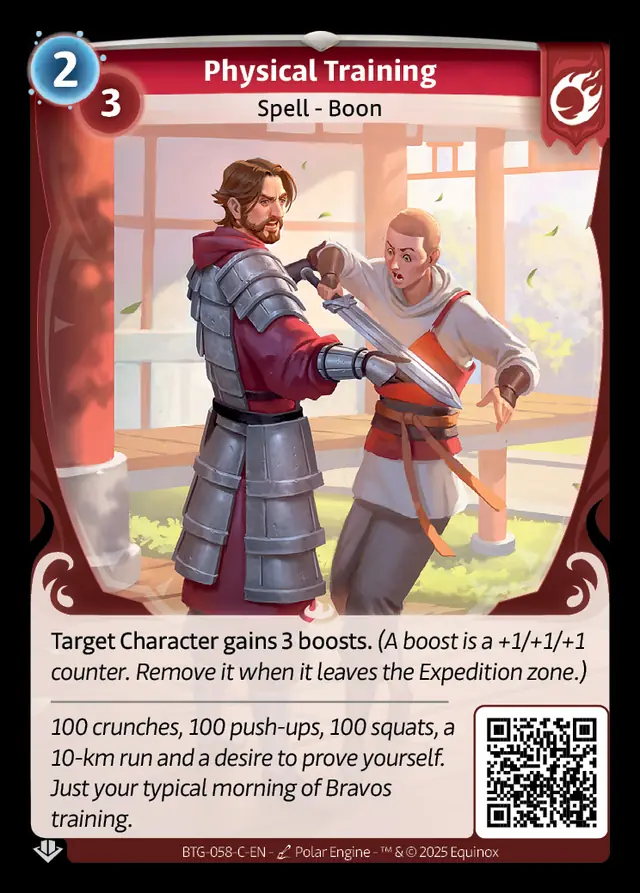 2
Physical Training
3
Spell - Boon
Target Character gains 3 boosts. (A boost is a +1/+1/+1
counter. Remove it when it leaves the Expedition zone.)
100 crunches, 100 push-ups, 100 squats, a
10-km run and a desire to prove yourself.
Just your typical morning of Bravos
training.
BTG-058-C-EN - Polar Engine - ™ & © 2025 Equinox